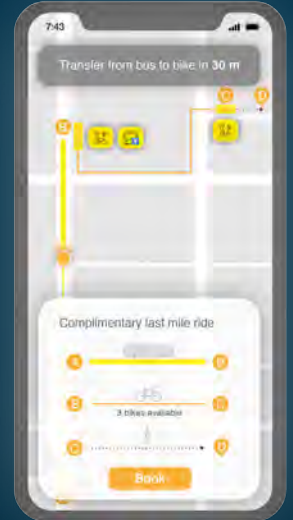 7:43
Transfer from bus to bike in 30 m
C D
B
Complimentary last mile ride
A B
B C
3 bikes available
C D
Book